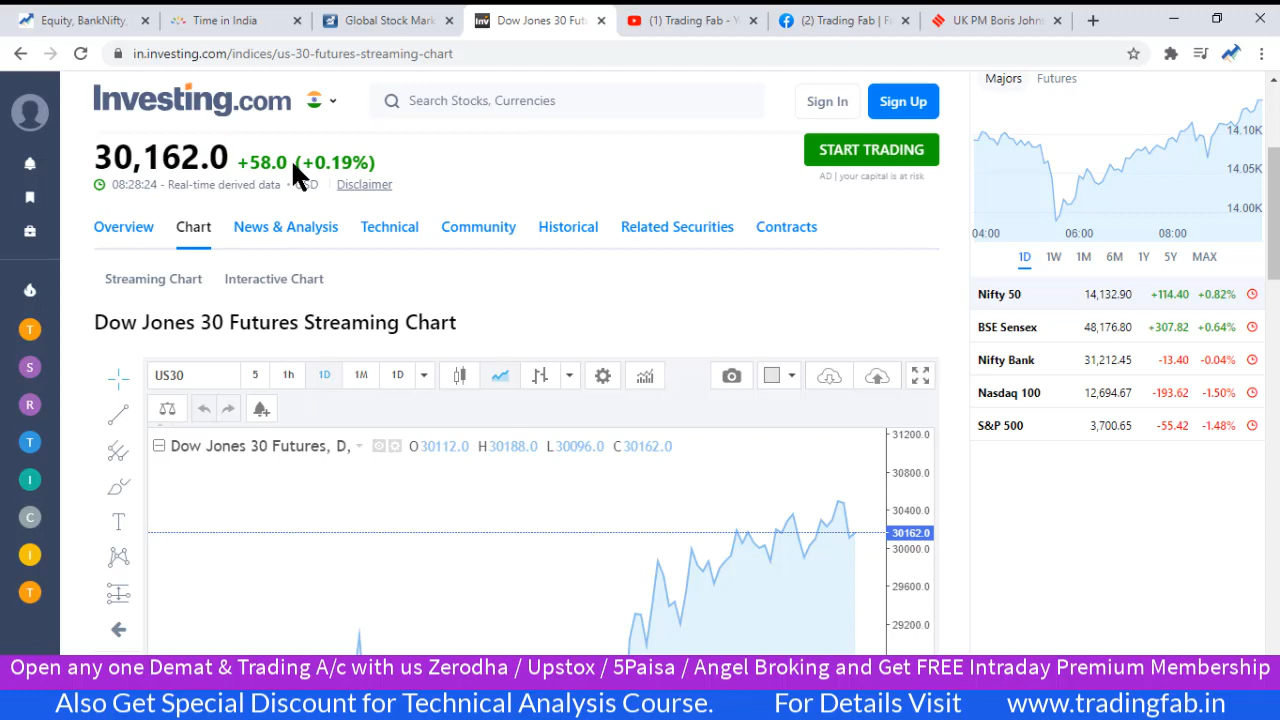 Equity, BankNifty,
Time in India
Global Stock Mark
Dow Jones 30 Futu
(1) Trading Fab - Y
(2) Trading Fab | Fa
UK PM Boris Johns
in.investing.com/indices/us-30-futures-streaming-chart
Investing.com
Search Stocks, Currencies
Sign In
Sign Up
30,162.0 +58.0 (+0.19%)
08:28:24 - Real-time derived data
SD
Disclaimer
START TRADING
AD | your capital is at risk
Overview
Chart
News & Analysis
Technical
Community
Historical
Related Securities
Contracts
Streaming Chart
Interactive Chart
Dow Jones 30 Futures Streaming Chart
US30
5
1h
1D
1M
1D
Dow Jones 30 Futures, D,
O30112.0 H30188.0 L30096.0 C30162.0
31200.0
30800.0
30400.0
30162.0
30000.0
29600.0
29200.0
T
S
R
T
I
C
I
T
Majors
Futures
14.10K
14.05K
14.00K
04:00
06:00
08:00
1D
1W
1M
6M
1Y
5Y
MAX
Nifty 50 14,132.90 +114.40 +0.82%
BSE Sensex 48,176.80 +307.82 +0.64%
Nifty Bank 31,212.45 -13.40 -0.04%
Nasdaq 100 12,694.67 -193.62 -1.50%
S&P 500 3,700.65 -55.42 -1.48%
Open any one Demat & Trading A/c with us Zerodha / Upstox / 5Paisa / Angel Broking and Get FREE Intraday Premium Membership
Also Get Special Discount for Technical Analysis Course. For Details Visit www.tradingfab.in